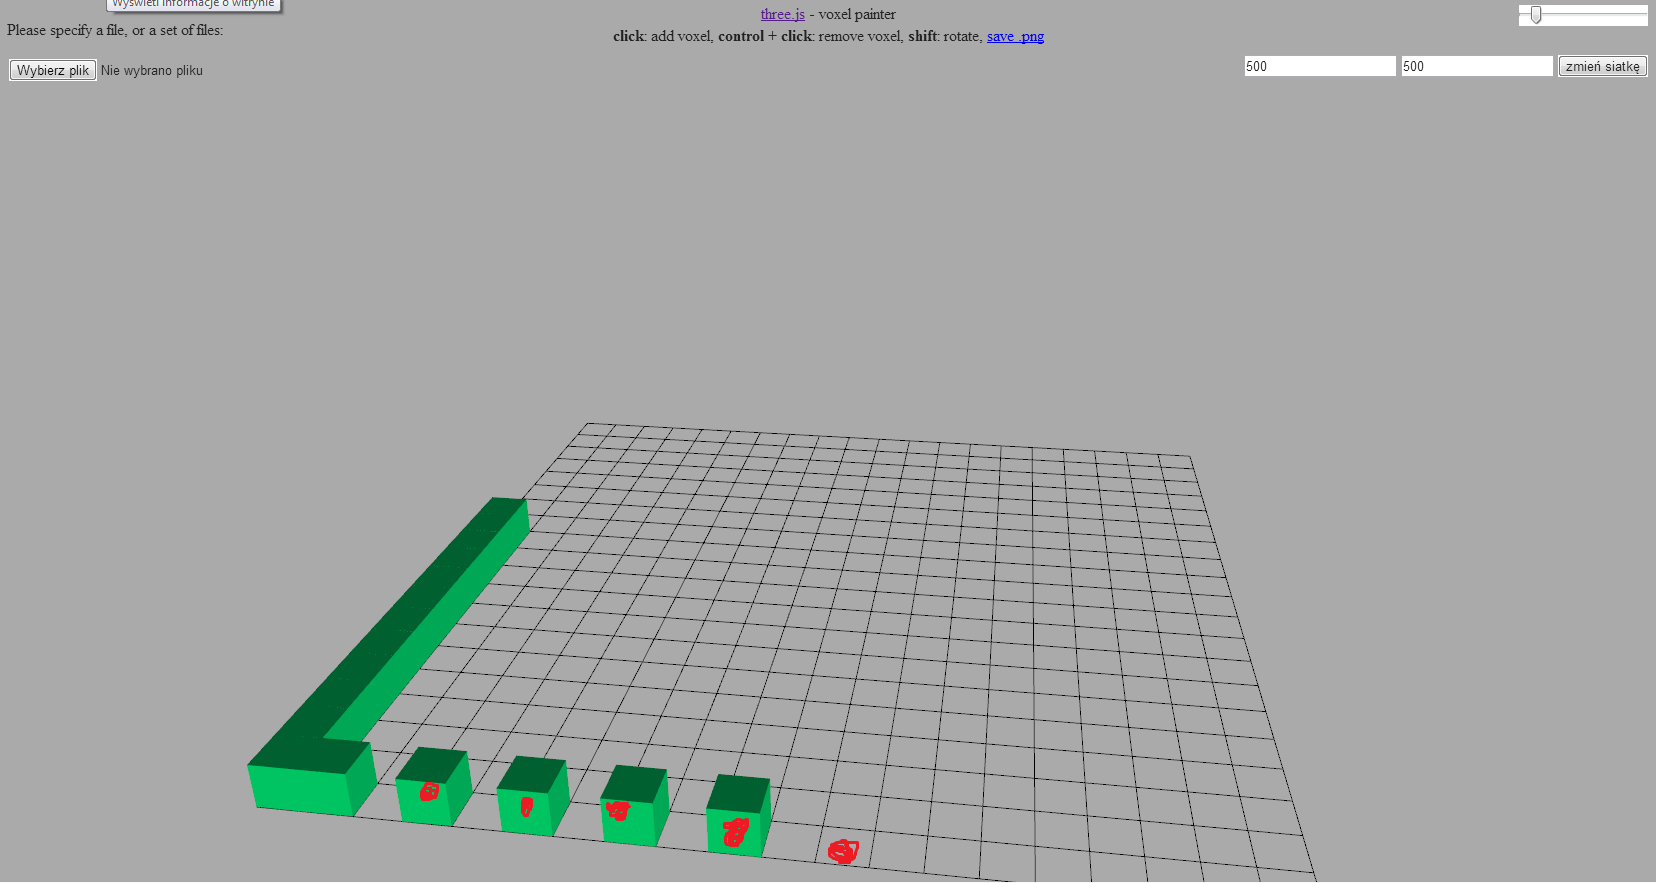 Wyświetl informacje o witrynie
three.js - voxel painter
Please specify a file, or a set of files:
click: add voxel, control + click: remove voxel, shift: rotate, save .png
Wybierz plik Nie wybrano pliku
500 500 zmień siatkę